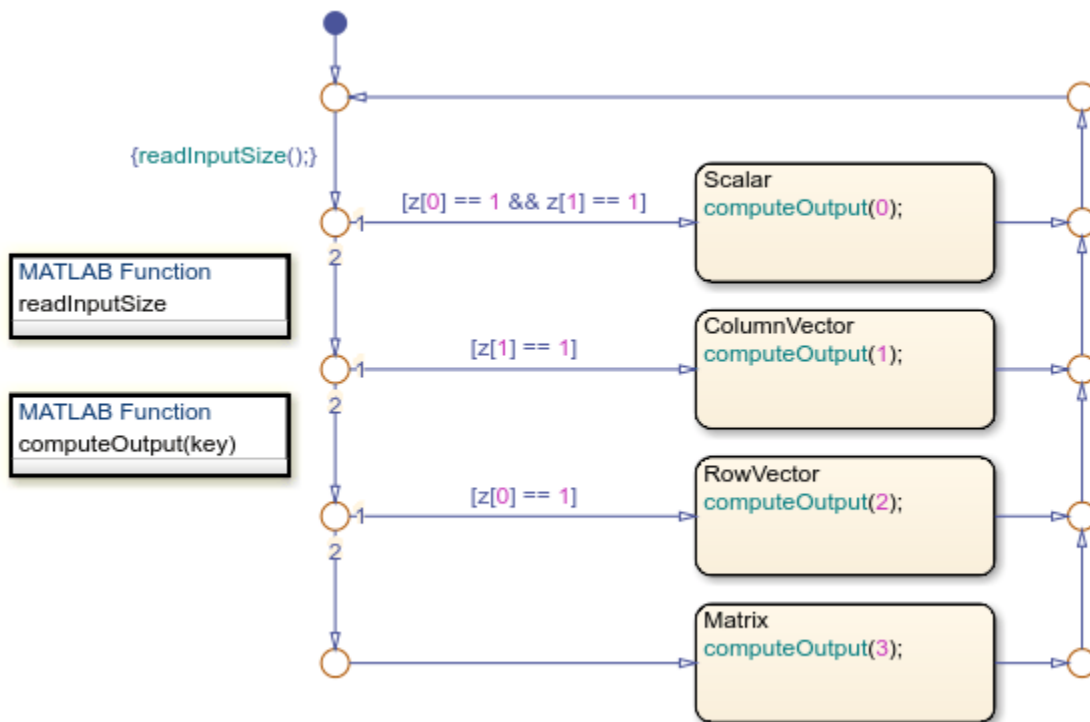 {readInputSize();}
[z[0] == 1 && z[1] == 1]
1
2
Scalar
computeOutput(0);
MATLAB Function
readInputSize
[z[1] == 1]
1
2
ColumnVector
computeOutput(1);
MATLAB Function
computeOutput(key)
[z[0] == 1]
1
2
RowVector
computeOutput(2);
Matrix
computeOutput(3);